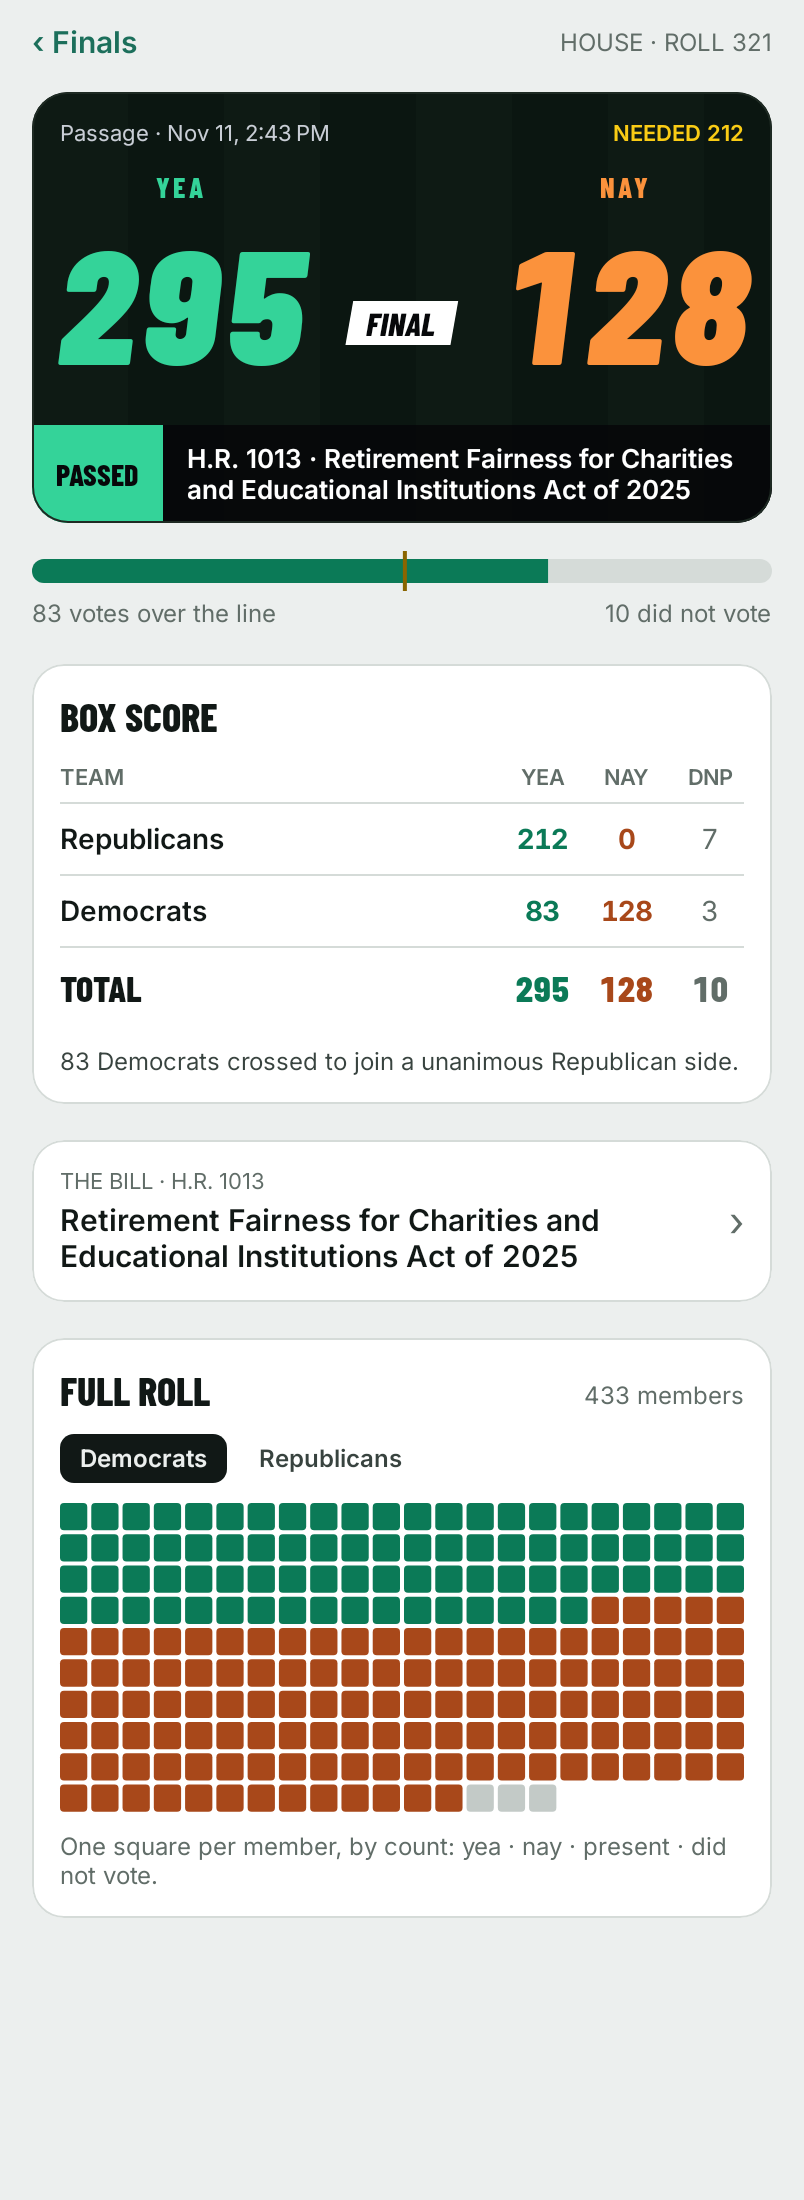 ‹ Finals
HOUSE · ROLL 321
Passage · Nov 11, 2:43 PM
NEEDED 212
YEA
NAY
295
FINAL
128
PASSED
H.R. 1013 · Retirement Fairness for Charities
and Educational Institutions Act of 2025
83 votes over the line
10 did not vote
BOX SCORE
TEAM YEA NAY DNP
Republicans 212 0 7
Democrats 83 128 3
TOTAL 295 128 10
83 Democrats crossed to join a unanimous Republican side.
THE BILL · H.R. 1013
Retirement Fairness for Charities and
Educational Institutions Act of 2025
›
FULL ROLL
433 members
Democrats
Republicans
One square per member, by count: yea · nay · present · did
not vote.